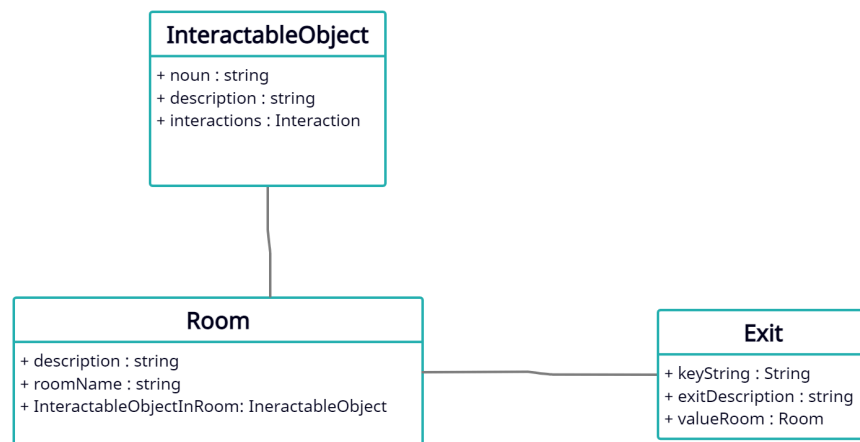 InteractableObject
+ noun : string
+ description : string
+ interactions : Interaction
Room
+ description : string
+ roomName : string
+ InteractableObjectInRoom: IneractableObject
Exit
+ keyString : String
+ exitDescription : string
+ valueRoom : Room